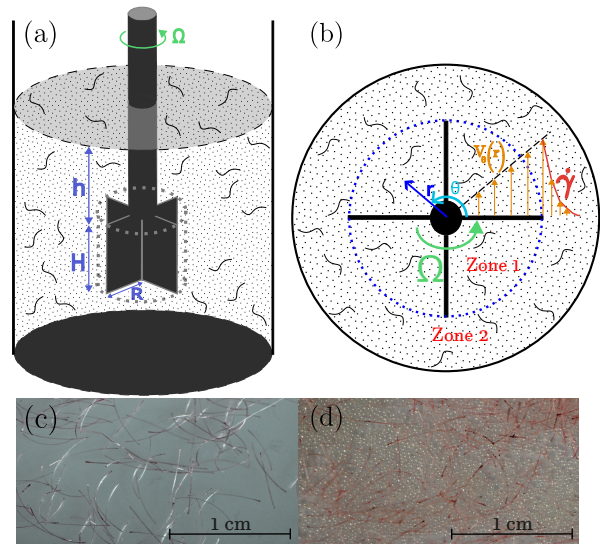 (a)
Ω
h
H
R
(b)
V_θ(r)
γ̇
r
θ
Ω
Zone 1
Zone 2
(c)
1 cm
(d)
1 cm